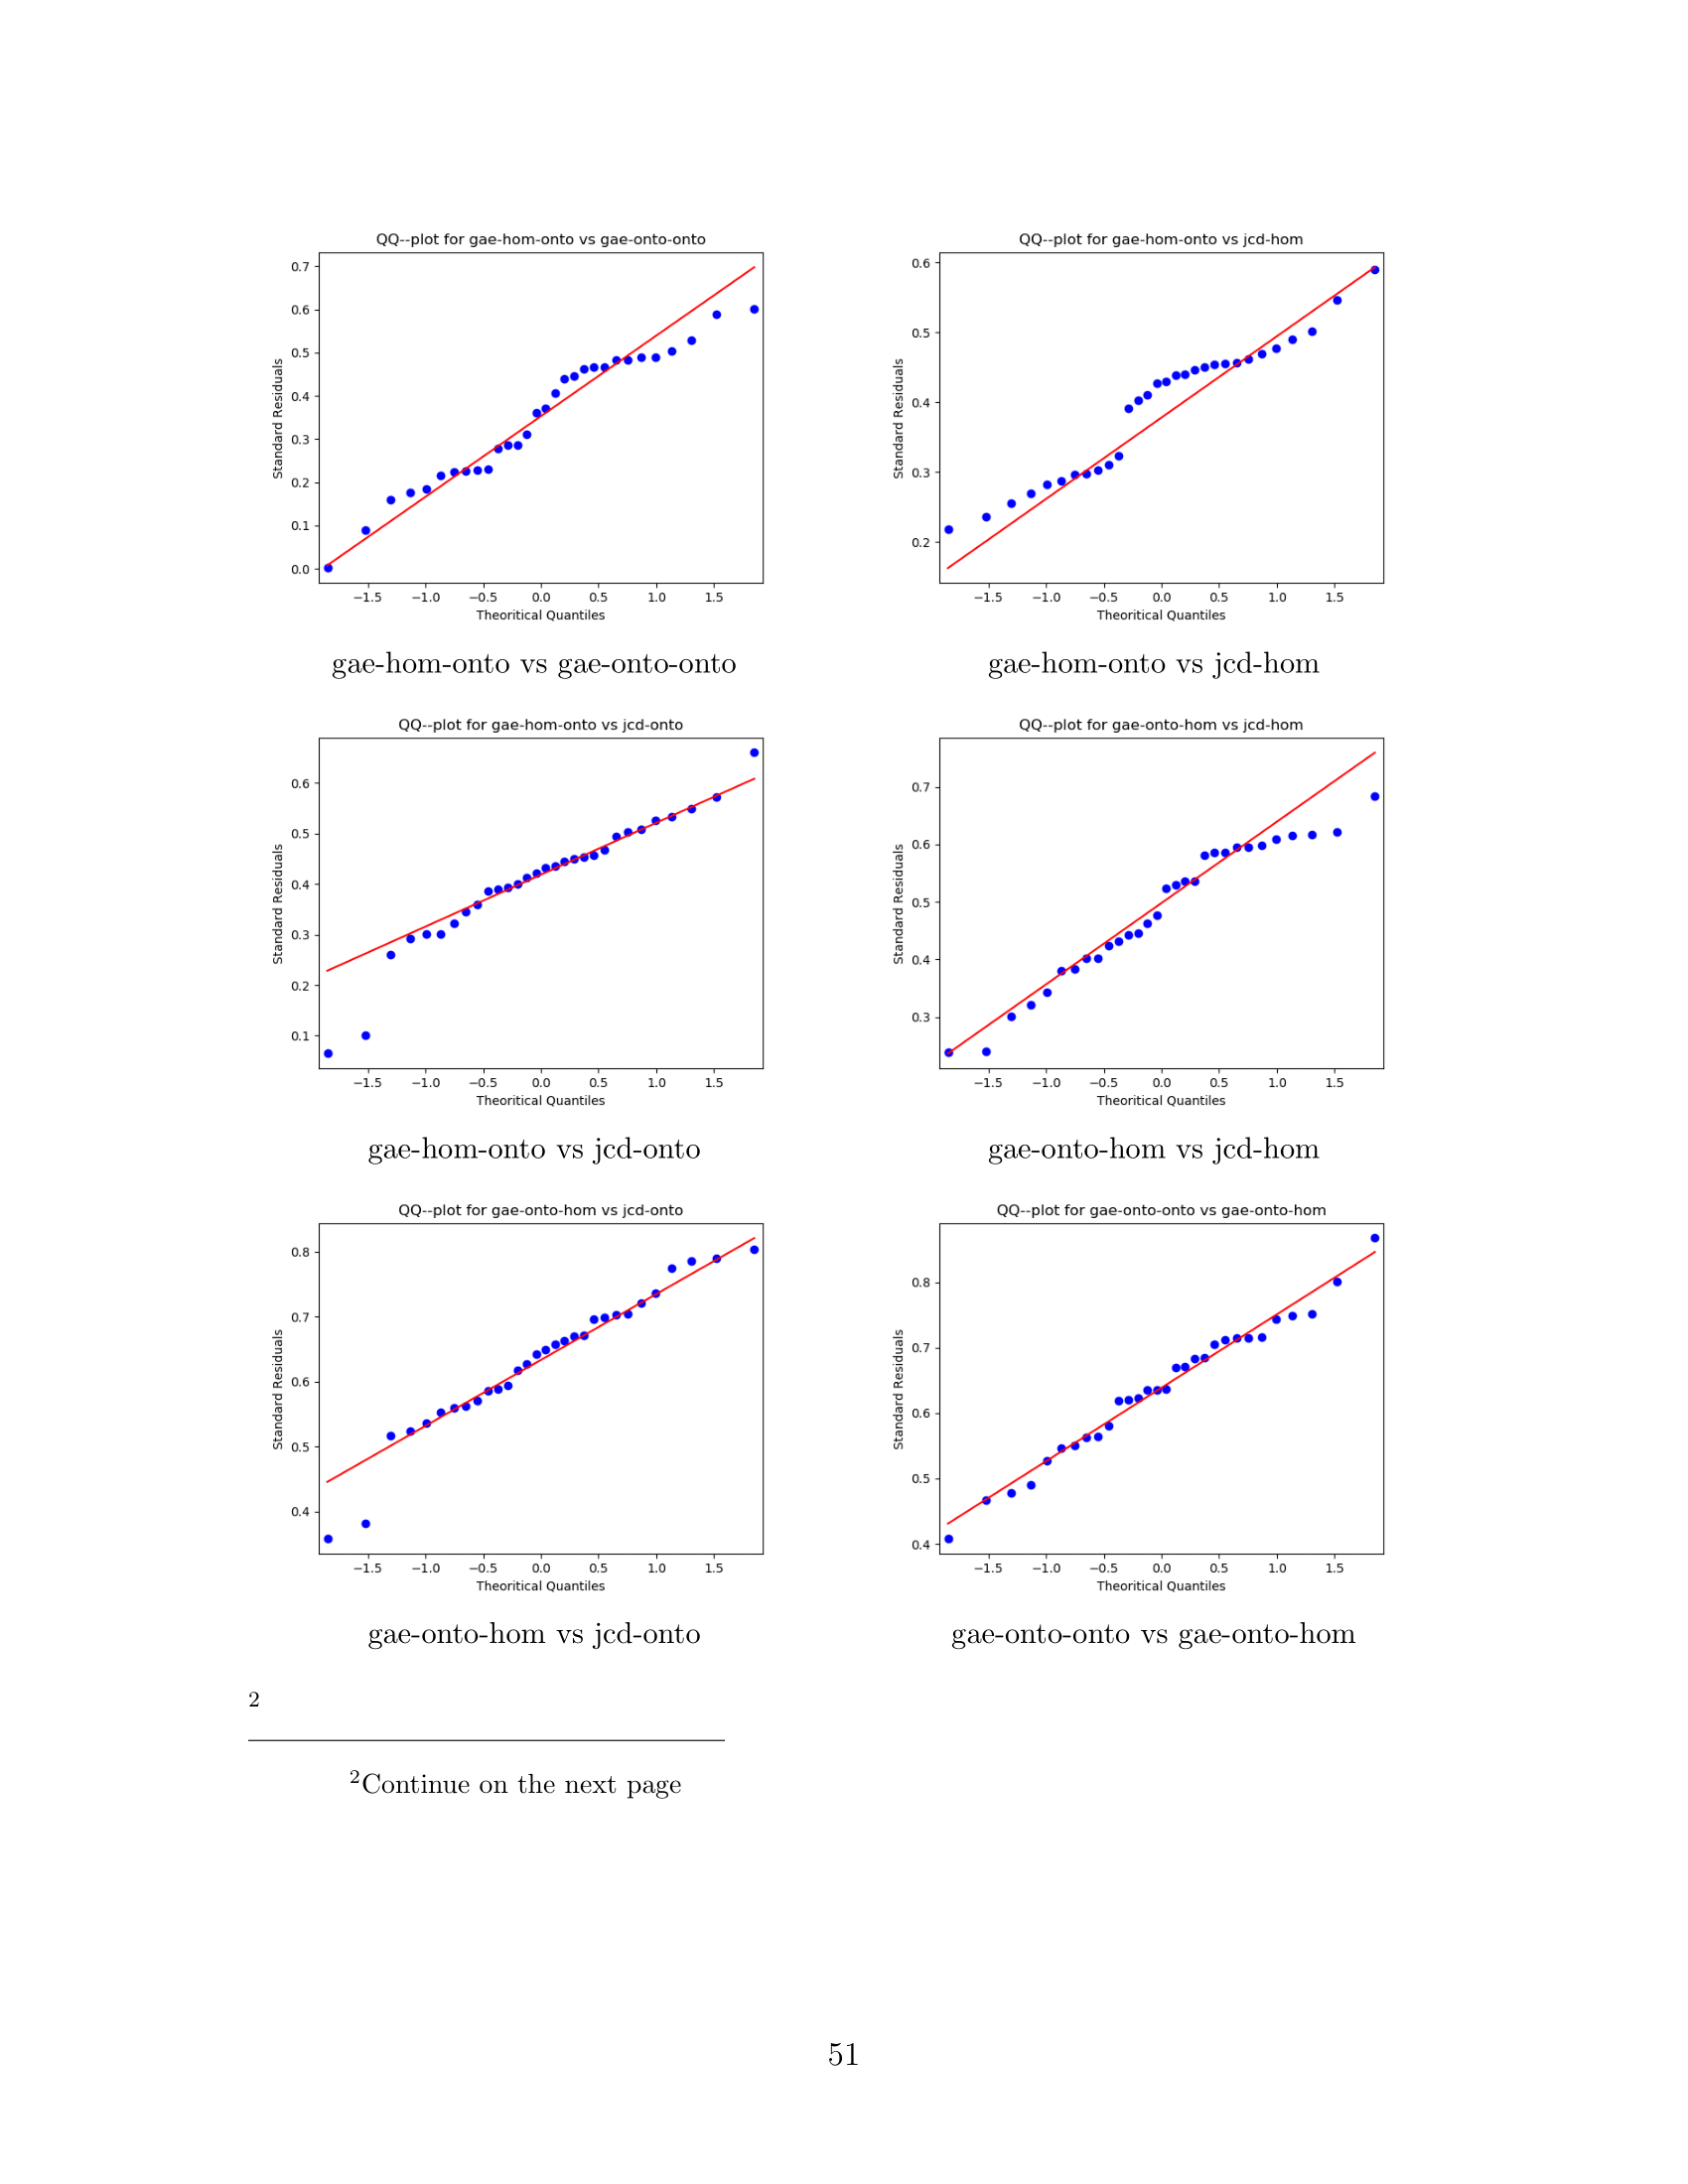 QQ--plot for gae-hom-onto vs gae-onto-onto
0.7
0.6
0.5
0.4
0.3
0.2
0.1
0.0
Standard Residuals
−1.5 −1.0 −0.5 0.0 0.5 1.0 1.5
Theoritical Quantiles
gae-hom-onto vs gae-onto-onto
QQ--plot for gae-hom-onto vs jcd-hom
0.6
0.5
0.4
0.3
0.2
Standard Residuals
−1.5 −1.0 −0.5 0.0 0.5 1.0 1.5
Theoritical Quantiles
gae-hom-onto vs jcd-hom
QQ--plot for gae-hom-onto vs jcd-onto
0.6
0.5
0.4
0.3
0.2
0.1
Standard Residuals
−1.5 −1.0 −0.5 0.0 0.5 1.0 1.5
Theoritical Quantiles
gae-hom-onto vs jcd-onto
QQ--plot for gae-onto-hom vs jcd-hom
0.7
0.6
0.5
0.4
0.3
Standard Residuals
−1.5 −1.0 −0.5 0.0 0.5 1.0 1.5
Theoritical Quantiles
gae-onto-hom vs jcd-hom
QQ--plot for gae-onto-hom vs jcd-onto
0.8
0.7
0.6
0.5
0.4
Standard Residuals
−1.5 −1.0 −0.5 0.0 0.5 1.0 1.5
Theoritical Quantiles
gae-onto-hom vs jcd-onto
QQ--plot for gae-onto-onto vs gae-onto-hom
0.8
0.7
0.6
0.5
0.4
Standard Residuals
−1.5 −1.0 −0.5 0.0 0.5 1.0 1.5
Theoritical Quantiles
gae-onto-onto vs gae-onto-hom
2
2Continue on the next page
51